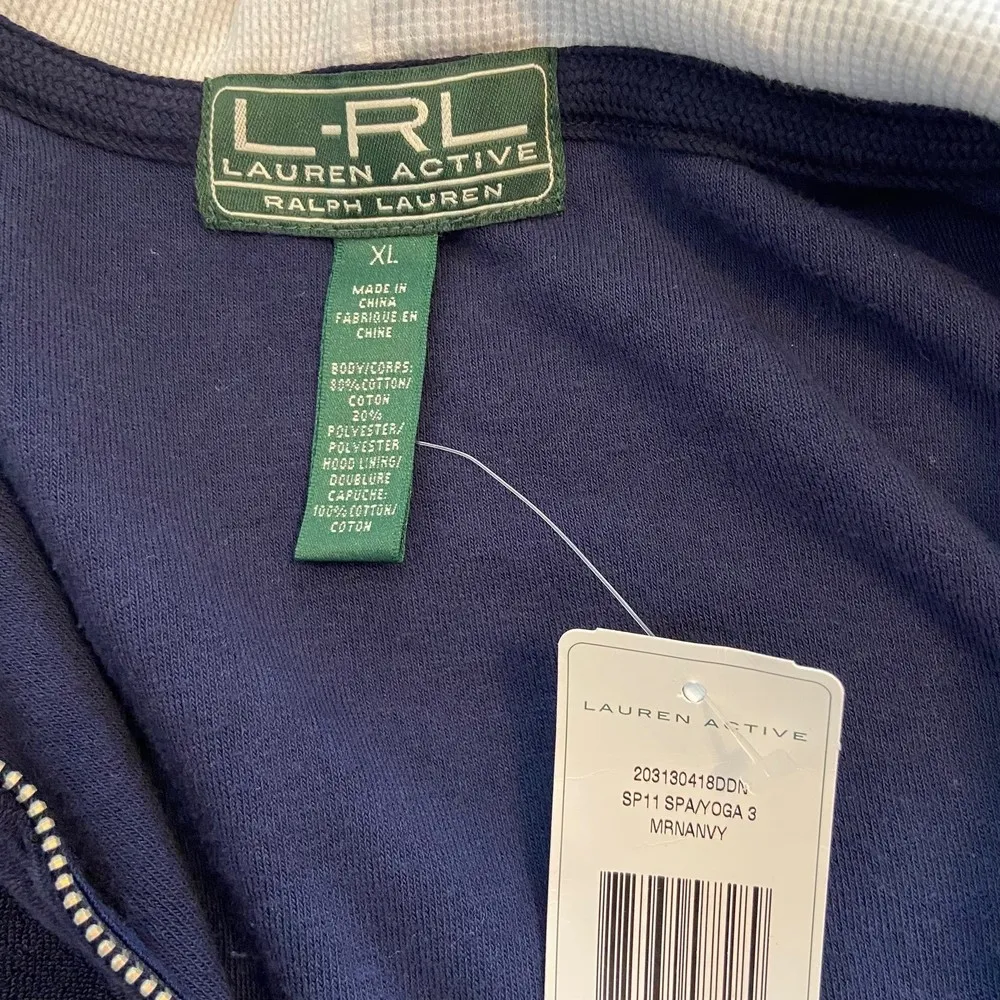 L-RL
LAUREN ACTIVE
RALPH LAUREN
XL
MADE IN
CHINA
FABRIQUE EN
CHINE
BODY/CORPS:
80% COTTON/
COTON
20%
POLYESTER/
POLYESTER
HOOD LINING/
DOUBLURE
CAPUCHE:
100% COTTON/
COTON
LAUREN ACTIVE
203130418DDN
SP11 SPA/YOGA 3
MRNANVY